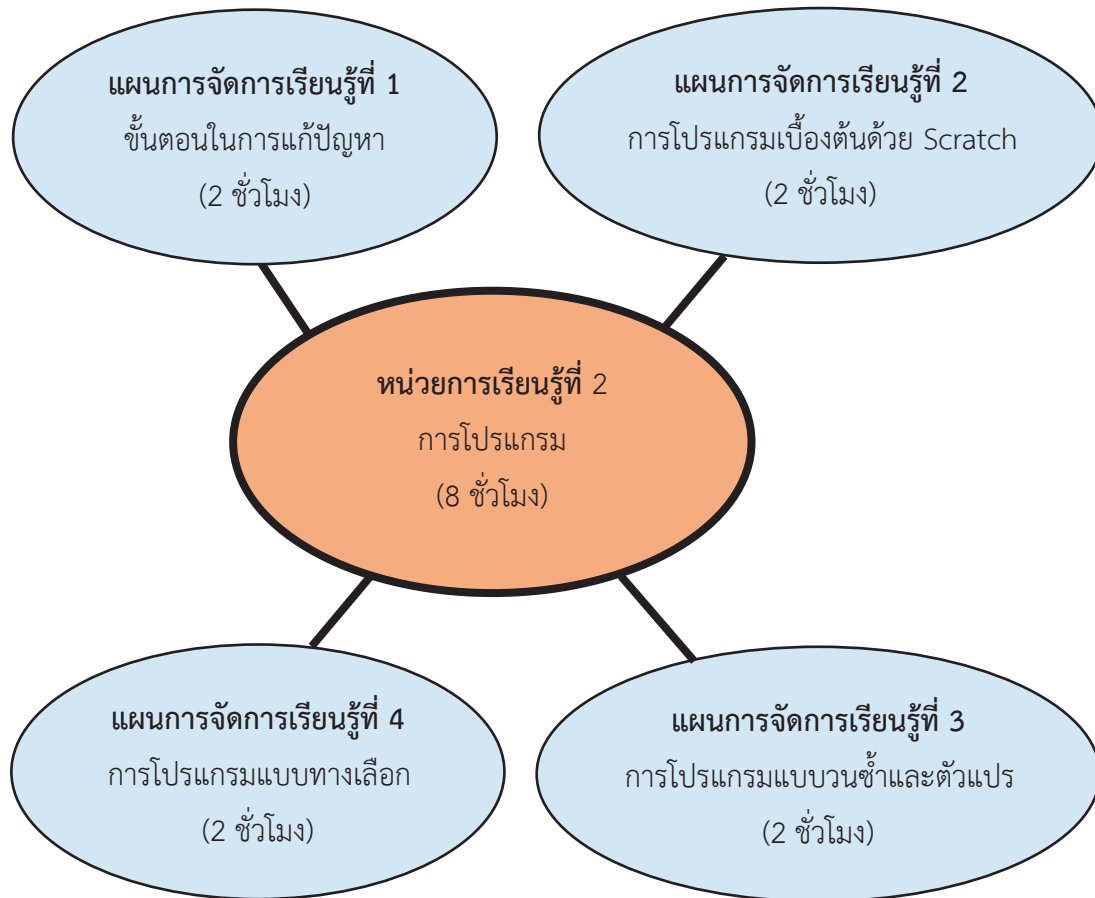 แผนการจัดการเรียนรู้ที่ 1
ขั้นตอนในการแก้ปัญหา
(2 ชั่วโมง)
แผนการจัดการเรียนรู้ที่ 2
การโปรแกรมเบื้องต้นด้วย Scratch
(2 ชั่วโมง)
หน่วยการเรียนรู้ที่ 2
การโปรแกรม
(8 ชั่วโมง)
แผนการจัดการเรียนรู้ที่ 4
การโปรแกรมแบบทางเลือก
(2 ชั่วโมง)
แผนการจัดการเรียนรู้ที่ 3
การโปรแกรมแบบวนซ้ำและตัวแปร
(2 ชั่วโมง)